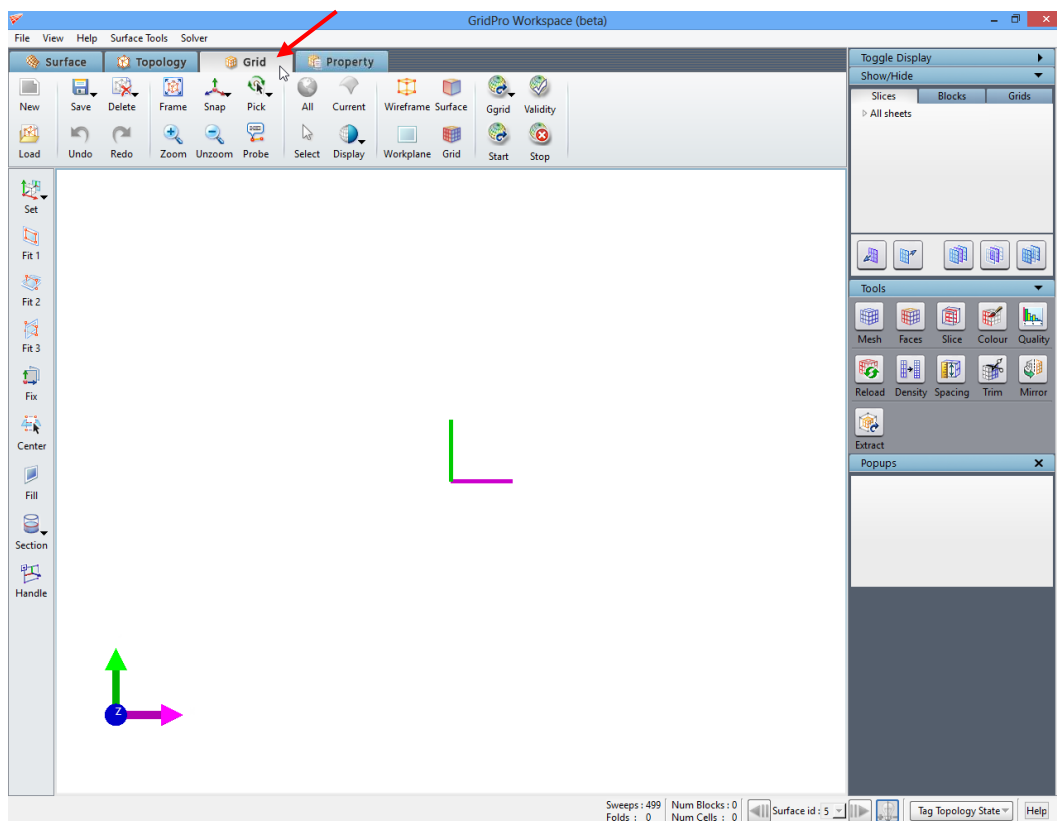 GridPro Workspace (beta)
File View Help Surface Tools Solver
Surface Topology Grid Property
New Save Delete Frame Snap Pick All Current Wireframe Surface Ggrid Validity
Load Undo Redo Zoom Unzoom Probe Select Display Workplane Grid Start Stop
Set
Fit 1
Fit 2
Fit 3
Fix
Center
Fill
Section
Handle
Z
Toggle Display
Show/Hide
Slices Blocks Grids
All sheets
Tools
Mesh Faces Slice Colour Quality
Reload Density Spacing Trim Mirror
Extract
Popups X
Sweeps : 499 Num Blocks : 0 Surface id : 5 Tag Topology State Help
Folds : 0 Num Cells : 0